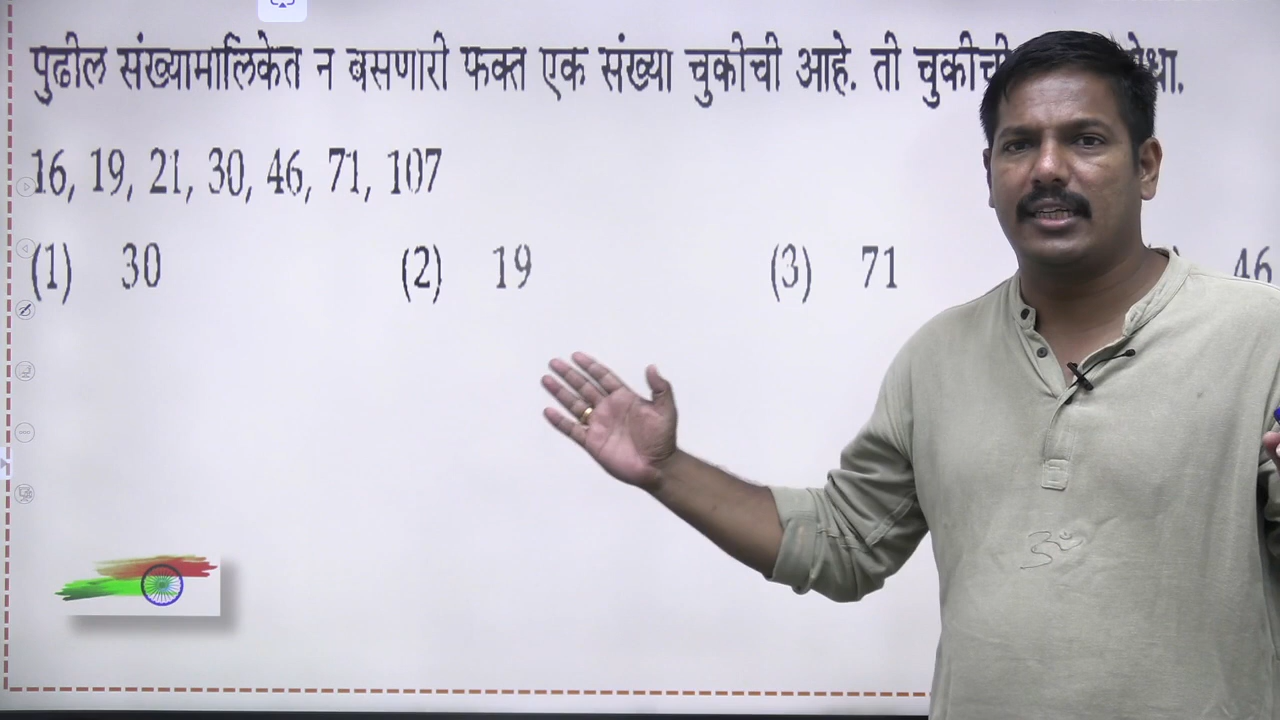 पुढील संख्यामालिकेत न बसणारी फक्त एक संख्या चुकीची आहे. ती
16, 19, 21, 30, 46, 71, 107
(1) 30 (2) 19 (3) 71 46